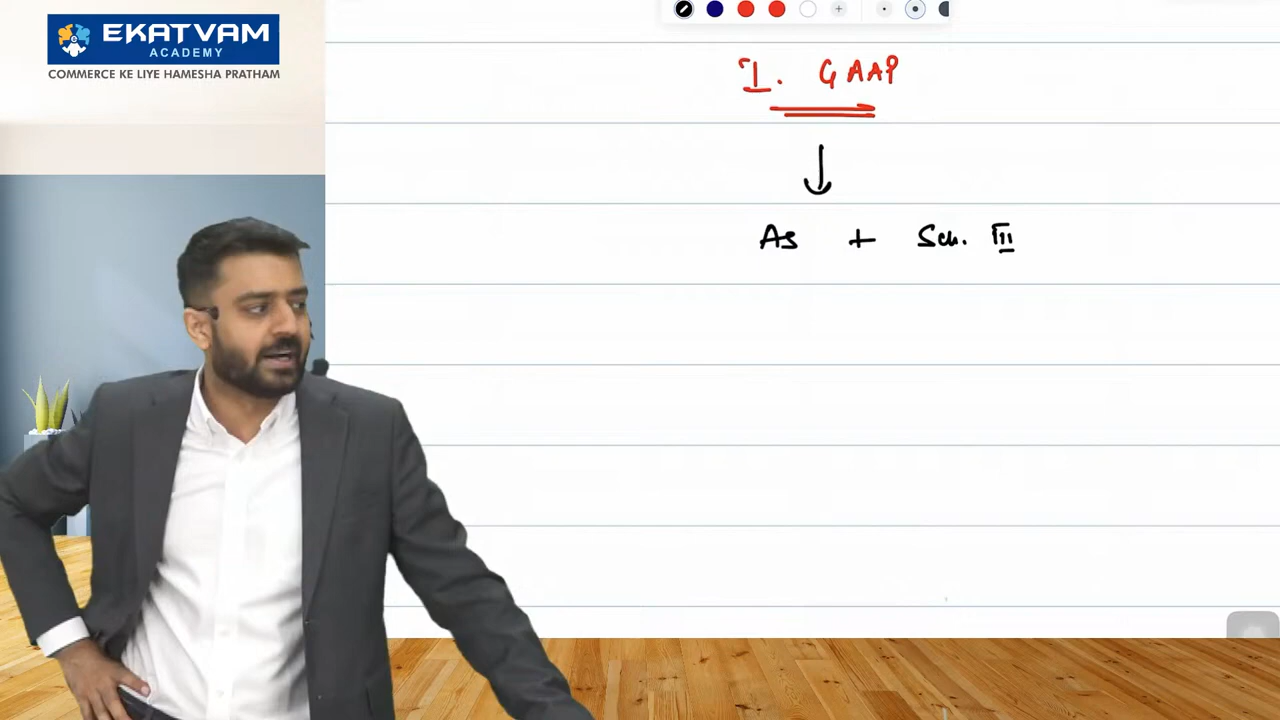 EKATVAM
ACADEMY
COMMERCE KE LIYE HAMESHA PRATHAM
I. GAAP
As + Sch. III